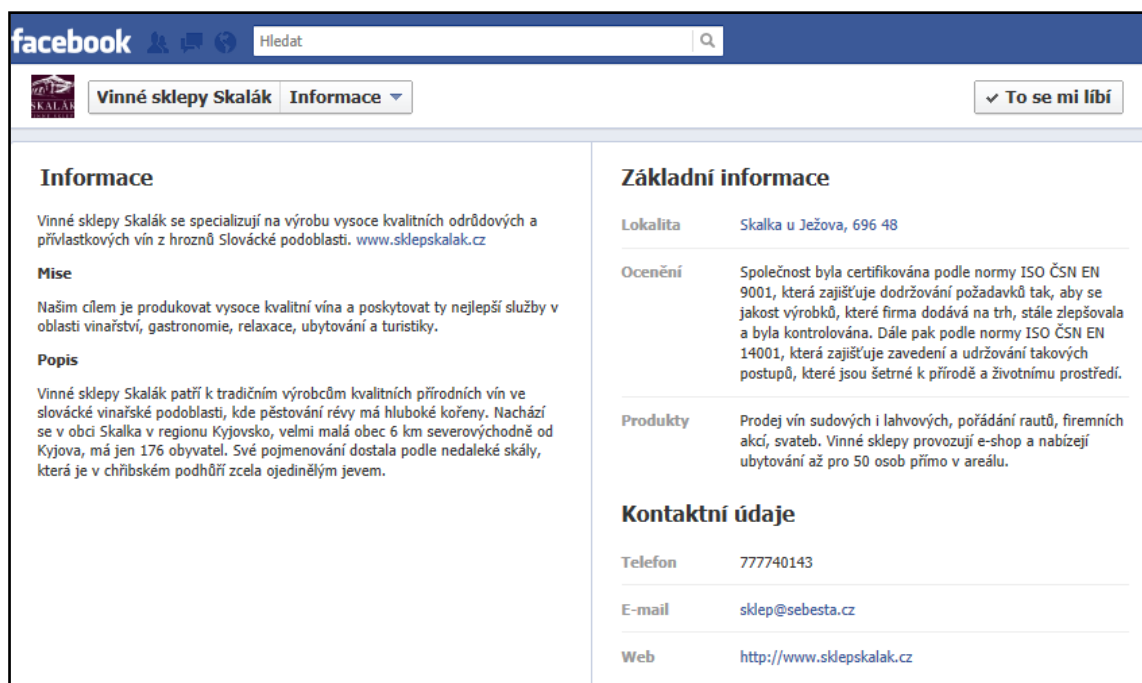 facebook Hledat
SKALÁK
Vinné sklepy Skalák Informace
To se mi líbí
Informace
Vinné sklepy Skalák se specializují na výrobu vysoce kvalitních odrůdových a
přívlastkových vín z hroznů Slovácké podoblasti. www.sklepskalak.cz
Mise
Našim cílem je produkovat vysoce kvalitní vína a poskytovat ty nejlepší služby v
oblasti vinařství, gastronomie, relaxace, ubytování a turistiky.
Popis
Vinné sklepy Skalák patří k tradičním výrobcům kvalitních přírodních vín ve
slovácké vinařské podoblasti, kde pěstování révy má hluboké kořeny. Nachází
se v obci Skalka v regionu Kyjovsko, velmi malá obec 6 km severovýchodně od
Kyjova, má jen 176 obyvatel. Své pojmenování dostala podle nedaleké skály,
která je v chřibském podhůří zcela ojedinělým jevem.
Základní informace
Lokalita Skalka u Ježova, 696 48
Ocenění Společnost byla certifikována podle normy ISO ČSN EN
9001, která zajišťuje dodržování požadavků tak, aby se
jakost výrobků, které firma dodává na trh, stále zlepšovala
a byla kontrolována. Dále pak podle normy ISO ČSN EN
14001, která zajišťuje zavedení a udržování takových
postupů, které jsou šetrné k přírodě a životnímu prostředí.
Produkty Prodej vín sudových i lahvových, pořádání rautů, firemních
akcí, svateb. Vinné sklepy provozují e-shop a nabízejí
ubytování až pro 50 osob přímo v areálu.
Kontaktní údaje
Telefon 777740143
E-mail sklep@sebesta.cz
Web http://www.sklepskalak.cz